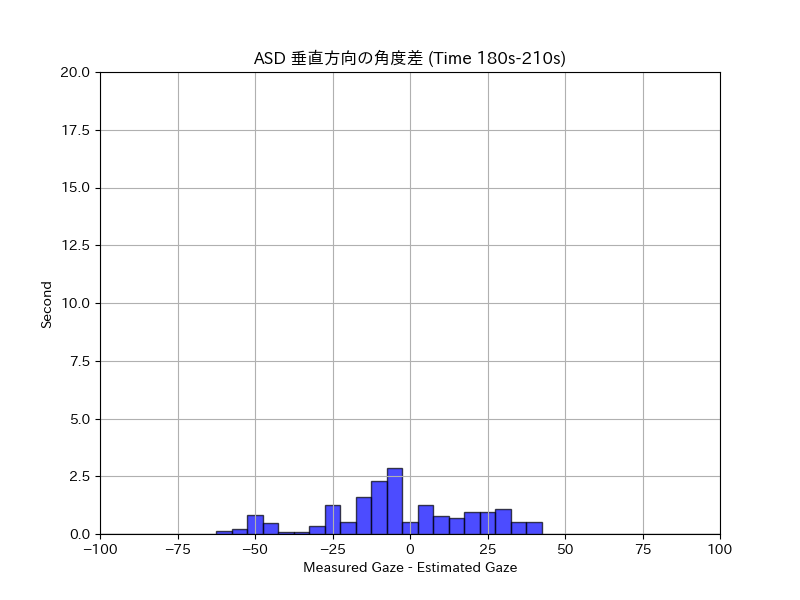 ASD 垂直方向の角度差 (Time 180s-210s)
20.0
17.5
15.0
12.5
10.0
7.5
5.0
2.5
0.0
Second
−100 −75 −50 −25 0 25 50 75 100
Measured Gaze - Estimated Gaze